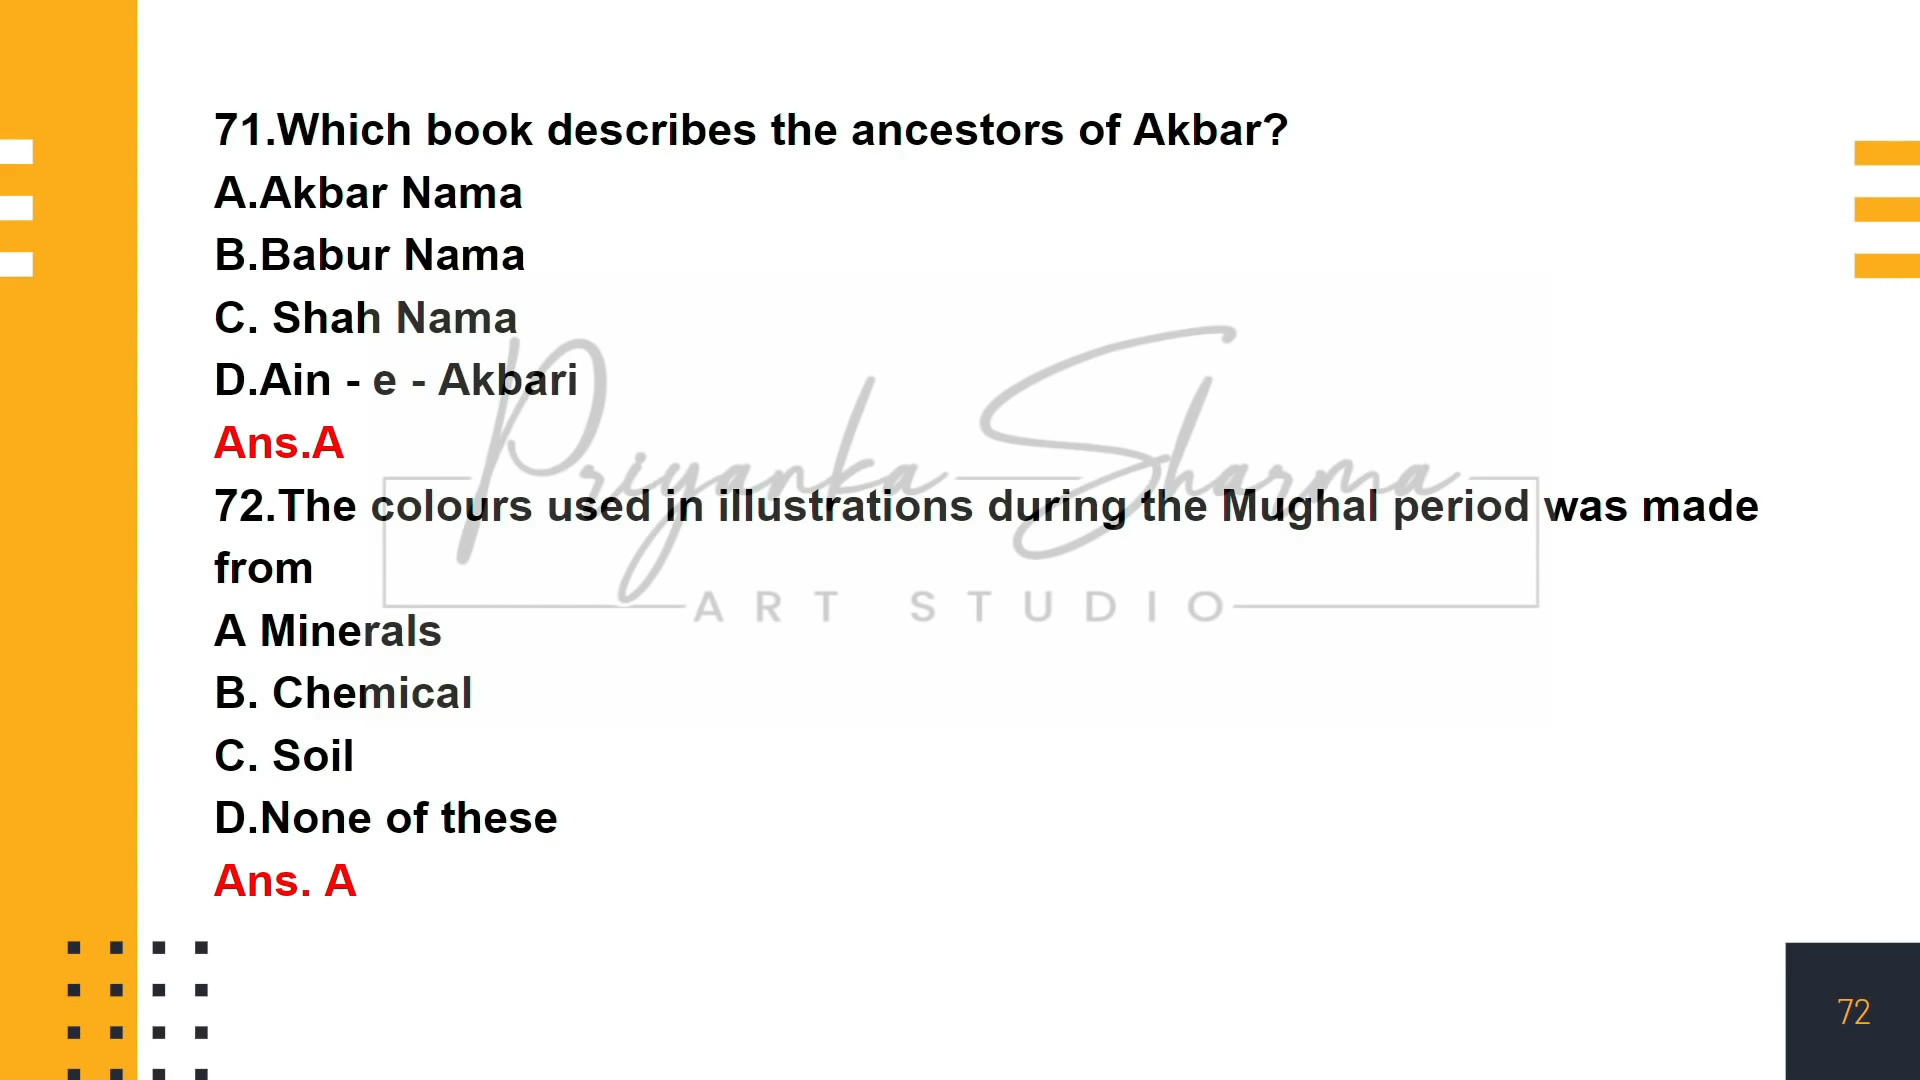 71.Which book describes the ancestors of Akbar?
A.Akbar Nama
B.Babur Nama
C. Shah Nama
D.Ain - e - Akbari
Ans.A
72.The colours used in illustrations during the Mughal period was made
from
A Minerals
B. Chemical
C. Soil
D.None of these
Ans. A
Priyanka Sharma
ART STUDIO
72